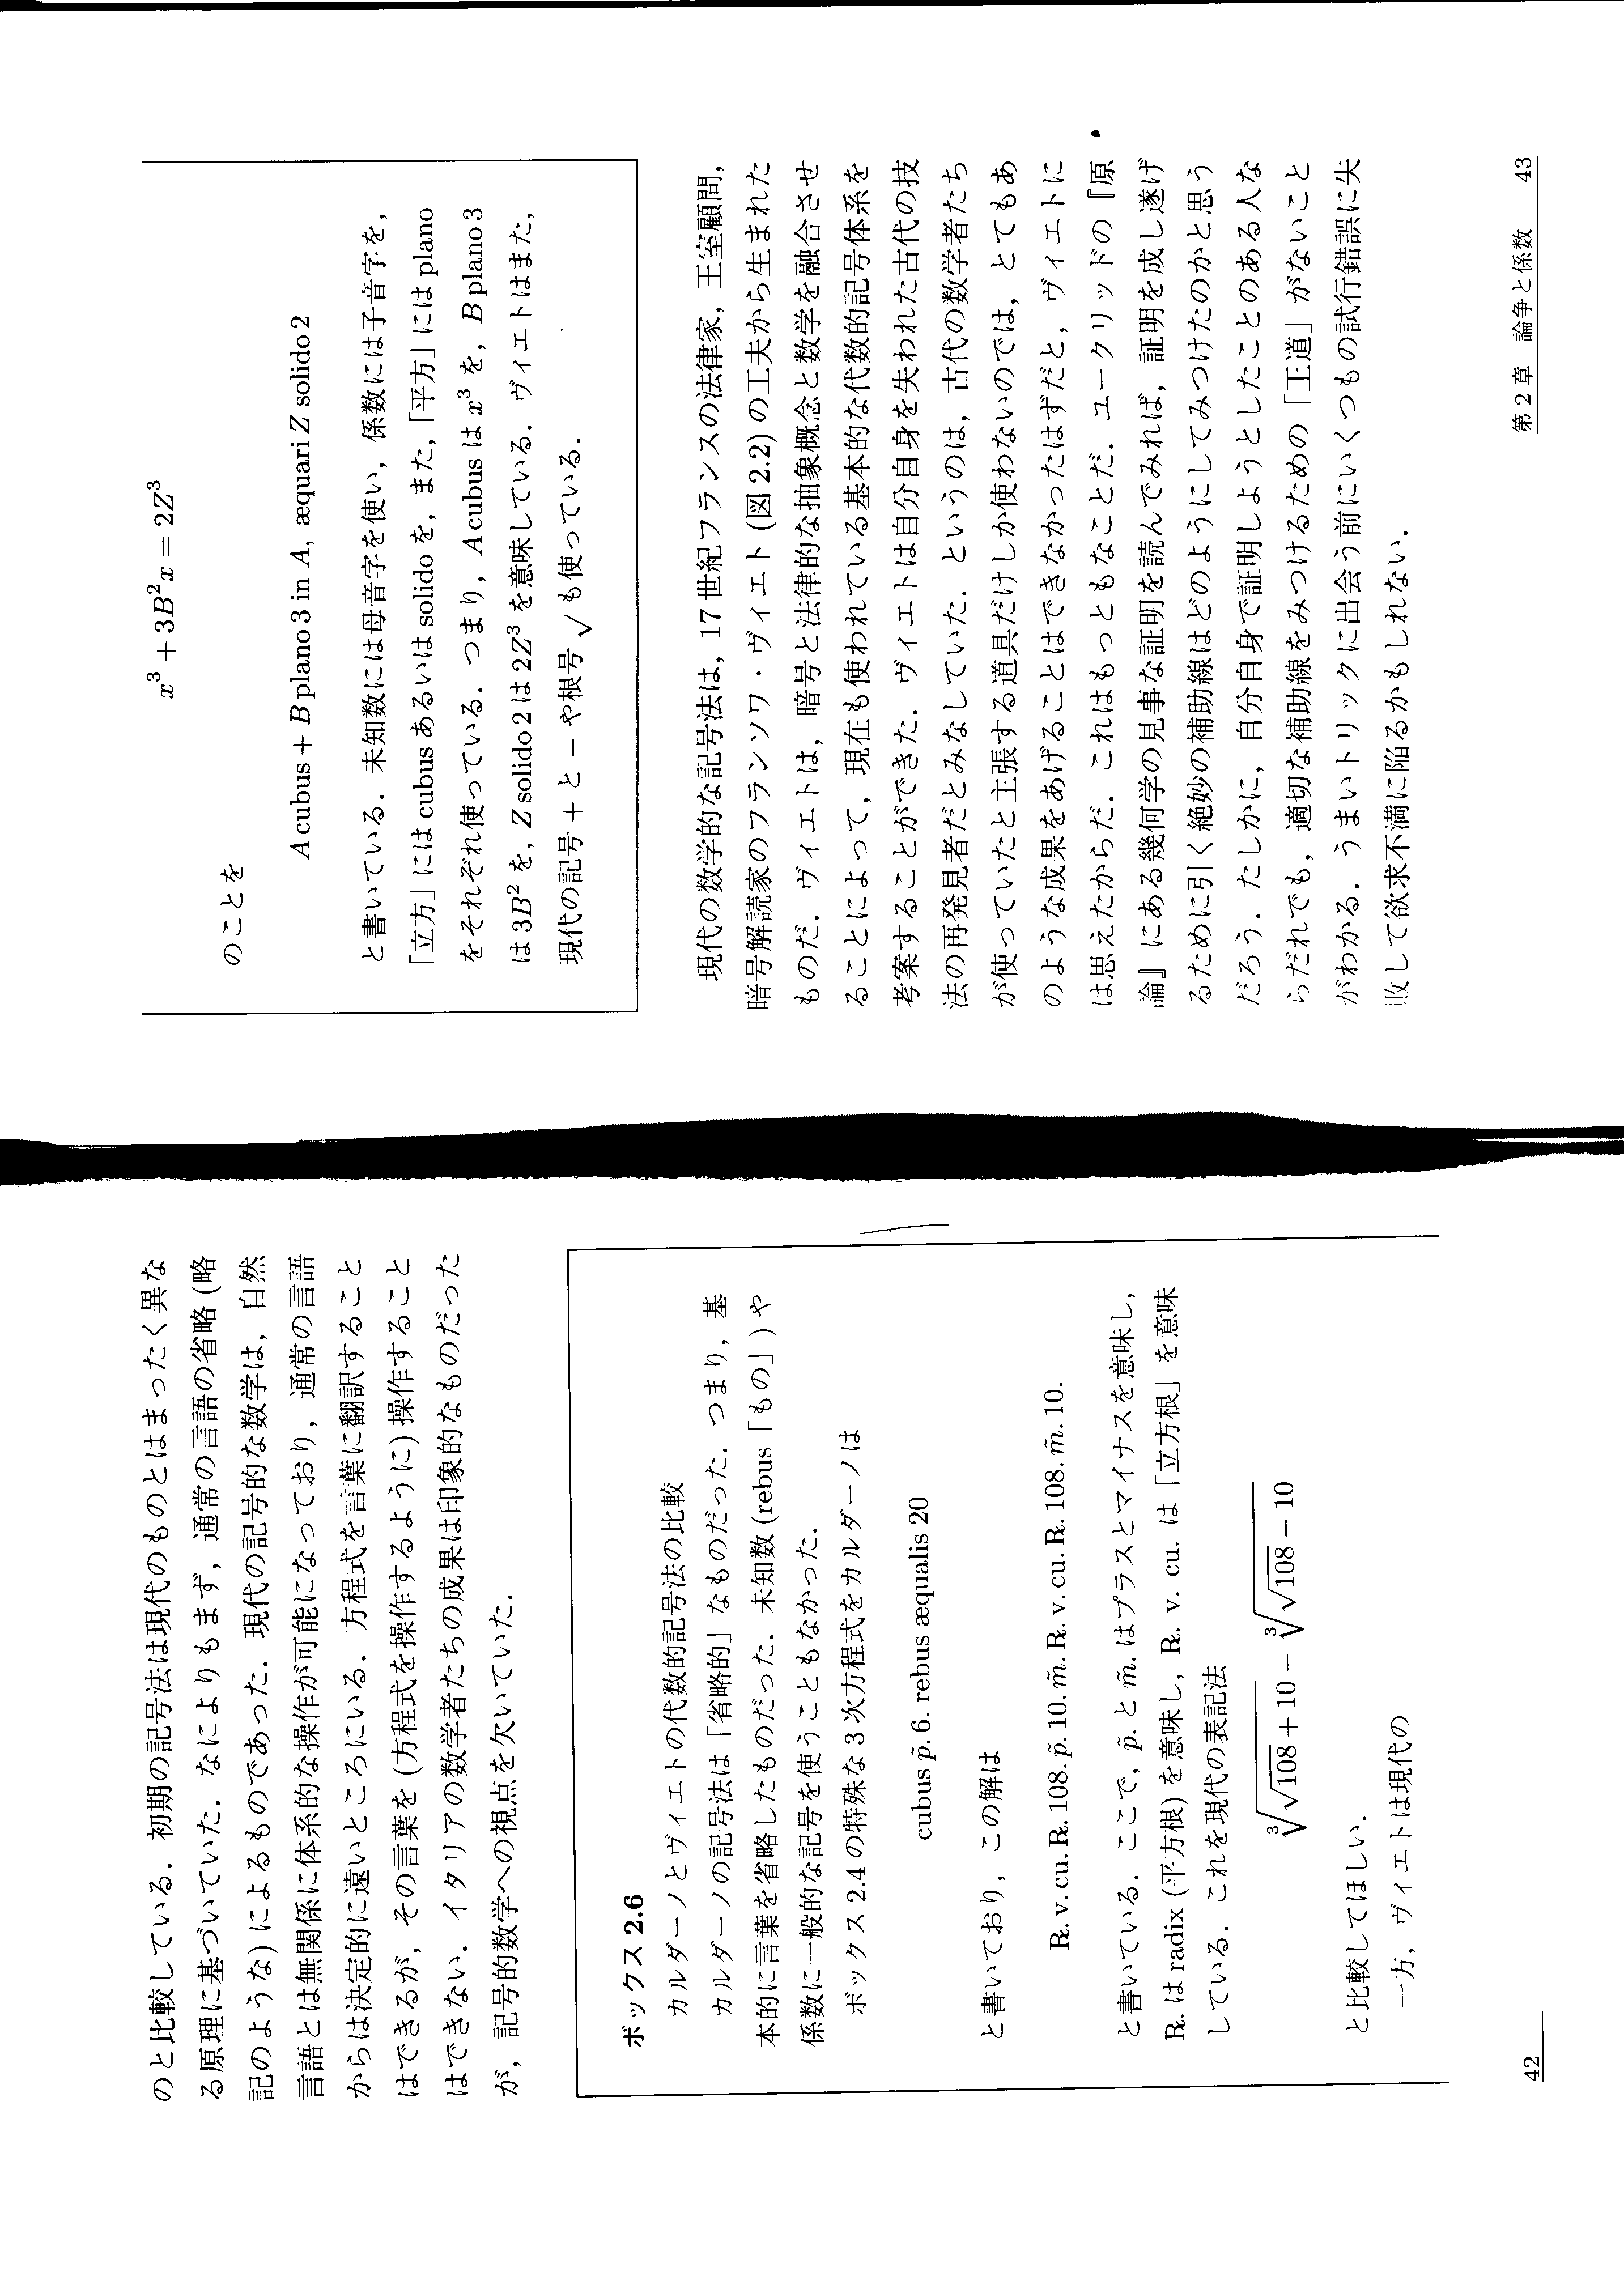 のと比較している．初期の記号法は現代のものとはまったく異な
る原理に基づいていた．なによりもまず，通常の言語の省略（略
記のような）によるものであった．現代の記号的な数学は，自然
言語とは無関係に体系的な操作が可能になっており，通常の言語
からは決定的に遠いところにいる．方程式を言葉に翻訳すること
はできるが，その言葉を（方程式を操作するように）操作すること
はできない．イタリアの数学者たちの成果は印象的なものだった
が，記号的数学への視点を欠いていた．
ボックス 2.6
カルダーノとヴィエトの代数的記号法の比較
カルダーノの記号法は「省略的」なものだった．つまり，基
本的に言葉を省略したものだった．未知数（rebus「もの」）や
係数に一般的な記号を使うこともなかった．
ボックス 2.4 の特殊な 3 次方程式をカルダーノは
cubus p̃. 6. rebus æqualis 20
と書いており，この解は
℞. v. cu. ℞. 108. p̃. 10. m̃. ℞. v. cu. ℞. 108. m̃. 10.
と書いている．ここで，p̃. と m̃. はプラスとマイナスを意味し，
℞. は radix（平方根）を意味し，℞. v. cu. は「立方根」を意味
している．これを現代の表記法
∛(√108 + 10) − ∛(√108 − 10)
と比較してほしい．
一方，ヴィエトは現代の
42
x³ + 3B²x = 2Z³
のことを
A cubus + B plano 3 in A, æquari Z solido 2
と書いている．未知数には母音字を使い，係数には子音字を，
「立方」には cubus あるいは solido を，また，「平方」には plano
をそれぞれ使っている．つまり，A cubus は x³ を，B plano 3
は 3B² を，Z solido 2 は 2Z³ を意味している．ヴィエトはまた，
現代の記号 + と − や根号 √ も使っている．
現代の数学的な記号法は，17 世紀フランスの法律家，王室顧問，
暗号解読家のフランソワ・ヴィエト（図 2.2）の工夫から生まれた
ものだ．ヴィエトは，暗号と法律的な抽象概念と数学を融合させ
ることによって，現在も使われている基本的な代数的記号体系を
考案することができた．ヴィエトは自分自身を失われた古代の技
法の再発見者だとみなしていた．というのは，古代の数学者たち
が使っていたと主張する道具だけしか使わないのでは，とてもあ
のような成果をあげることはできなかったはずだと，ヴィエトに
は思えたからだ．これはもっともなことだ．ユークリッドの『原
論』にある幾何学の見事な証明を読んでみれば，証明を成し遂げ
るために引く絶妙の補助線はどのようにしてみつけたのかと思う
だろう．たしかに，自分自身で証明しようとしたことのある人な
らだれでも，適切な補助線をみつけるための「王道」がないこと
がわかる．うまいトリックに出会う前にいくつもの試行錯誤に失
敗して欲求不満に陥るかもしれない．
第 2 章 論争と係数 43